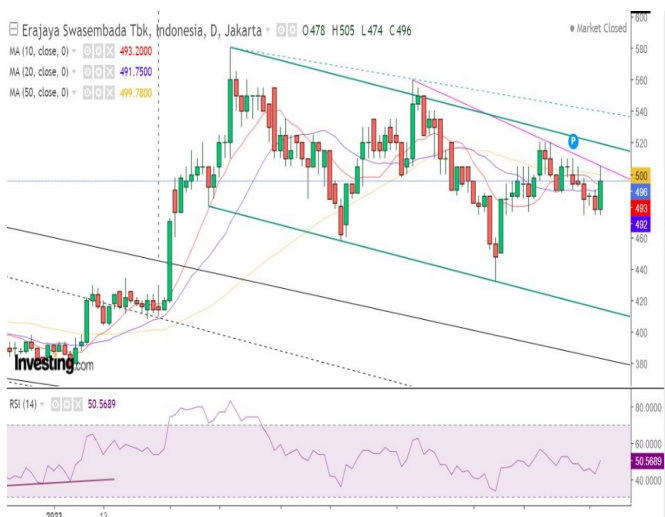 Erajaya Swasembada Tbk, Indonesia, D, Jakarta O478 H505 L474 C496
Market Closed
MA (10, close, 0) 493.2000
MA (20, close, 0) 491.7500
MA (50, close, 0) 499.7800
600
580
560
540
520
500
496
493
492
460
440
420
400
380
P
Investing.com
RSI (14) 50.5689
80.0000
60.0000
50.5689
40.0000
2023
12